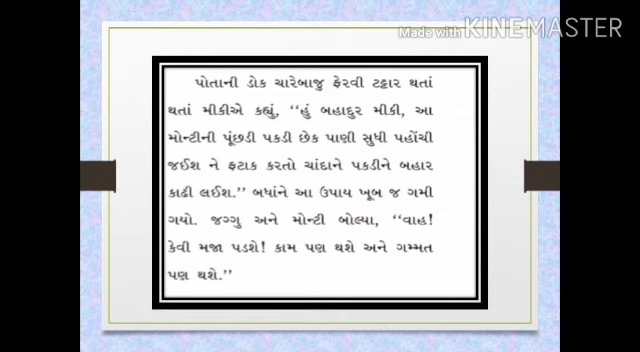 Made with KINEMASTER
પોતાની ડોક ચારેબાજુ ફેરવી ટટ્ટાર થતાં
થતાં મીકીએ કહ્યું, ‘‘હું બહાદુર મીકી, આ
મોન્ટીની પૂંછડી પકડી છેક પાણી સુધી પહોંચી
જઈશ ને ફટાક કરતો ચાંદાને પકડીને બહાર
કાઢી લઈશ.’’ બધાંને આ ઉપાય ખૂબ જ ગમી
ગયો. જગ્ગુ અને મોન્ટી બોલ્યા, ‘‘વાહ!
કેવી મજા પડશે! કામ પણ થશે અને ગમ્મત
પણ થશે.’’